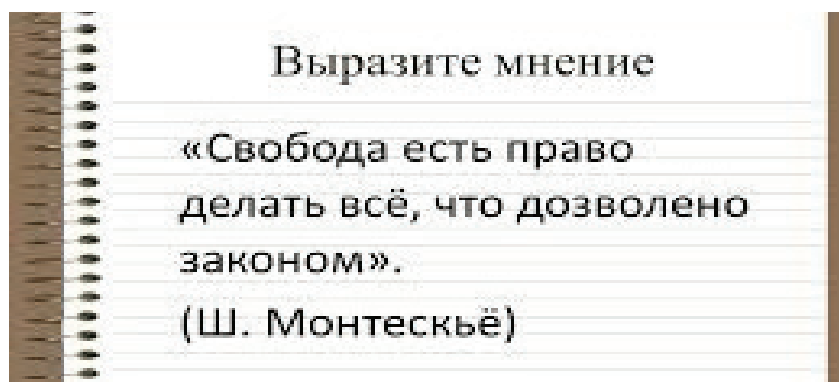 Выразите мнение
«Свобода есть право
делать всё, что дозволено
законом».
(Ш. Монтескьё)